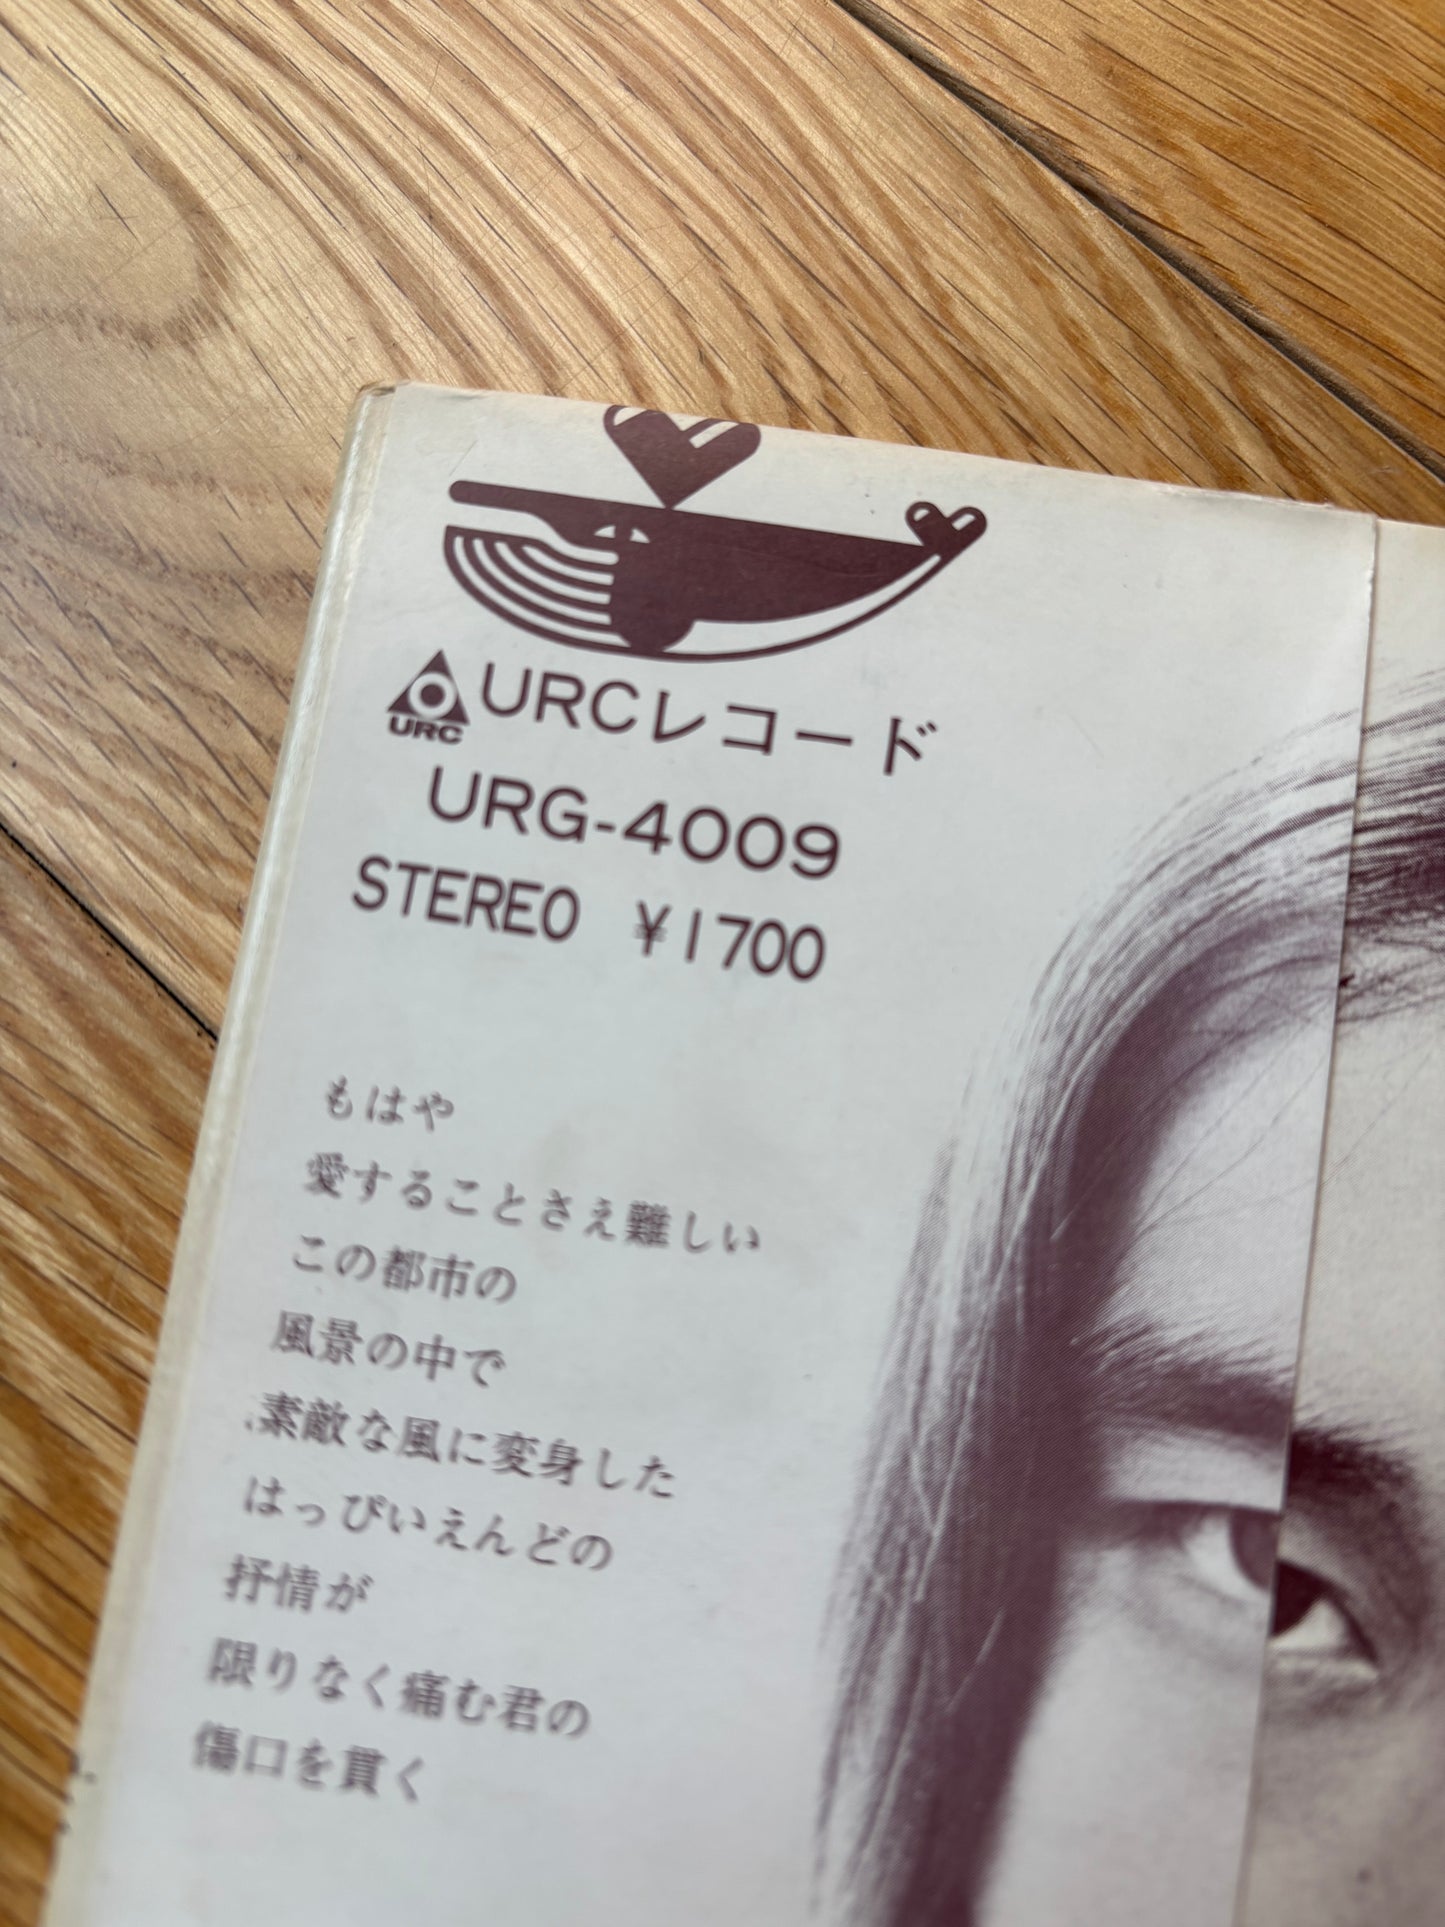 URCレコード
URC
URG-4009
STEREO ¥1700
もはや
愛することさえ難しい
この都市の
風景の中で
素敵な風に変身した
はっぴいえんどの
抒情が
限りなく痛む君の
傷口を貫く